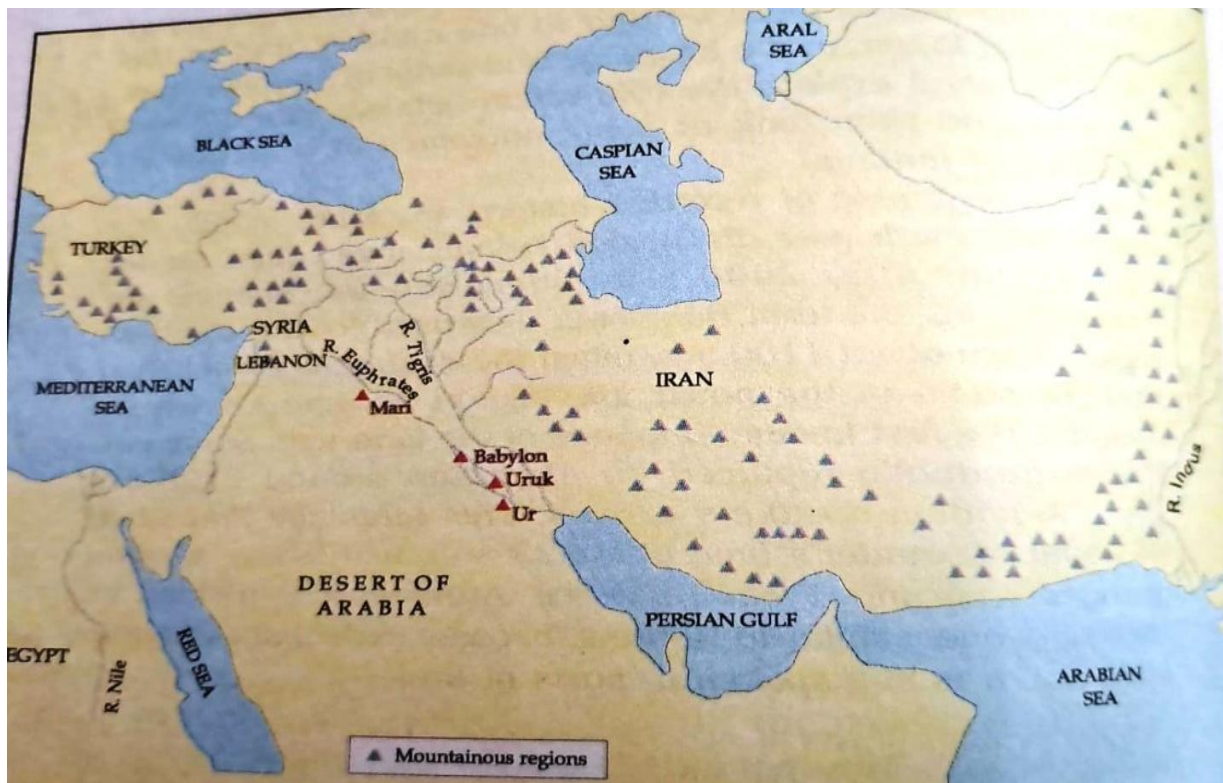 ARAL
SEA
BLACK SEA
CASPIAN
SEA
TURKEY
SYRIA
LEBANON
R. Euphrates
R. Tigris
IRAN
MEDITERRANEAN
SEA
Mari
Babylon
Uruk
Ur
R. Indus
DESERT OF
ARABIA
PERSIAN GULF
EGYPT
R. Nile
RED SEA
ARABIAN
SEA
Mountainous regions